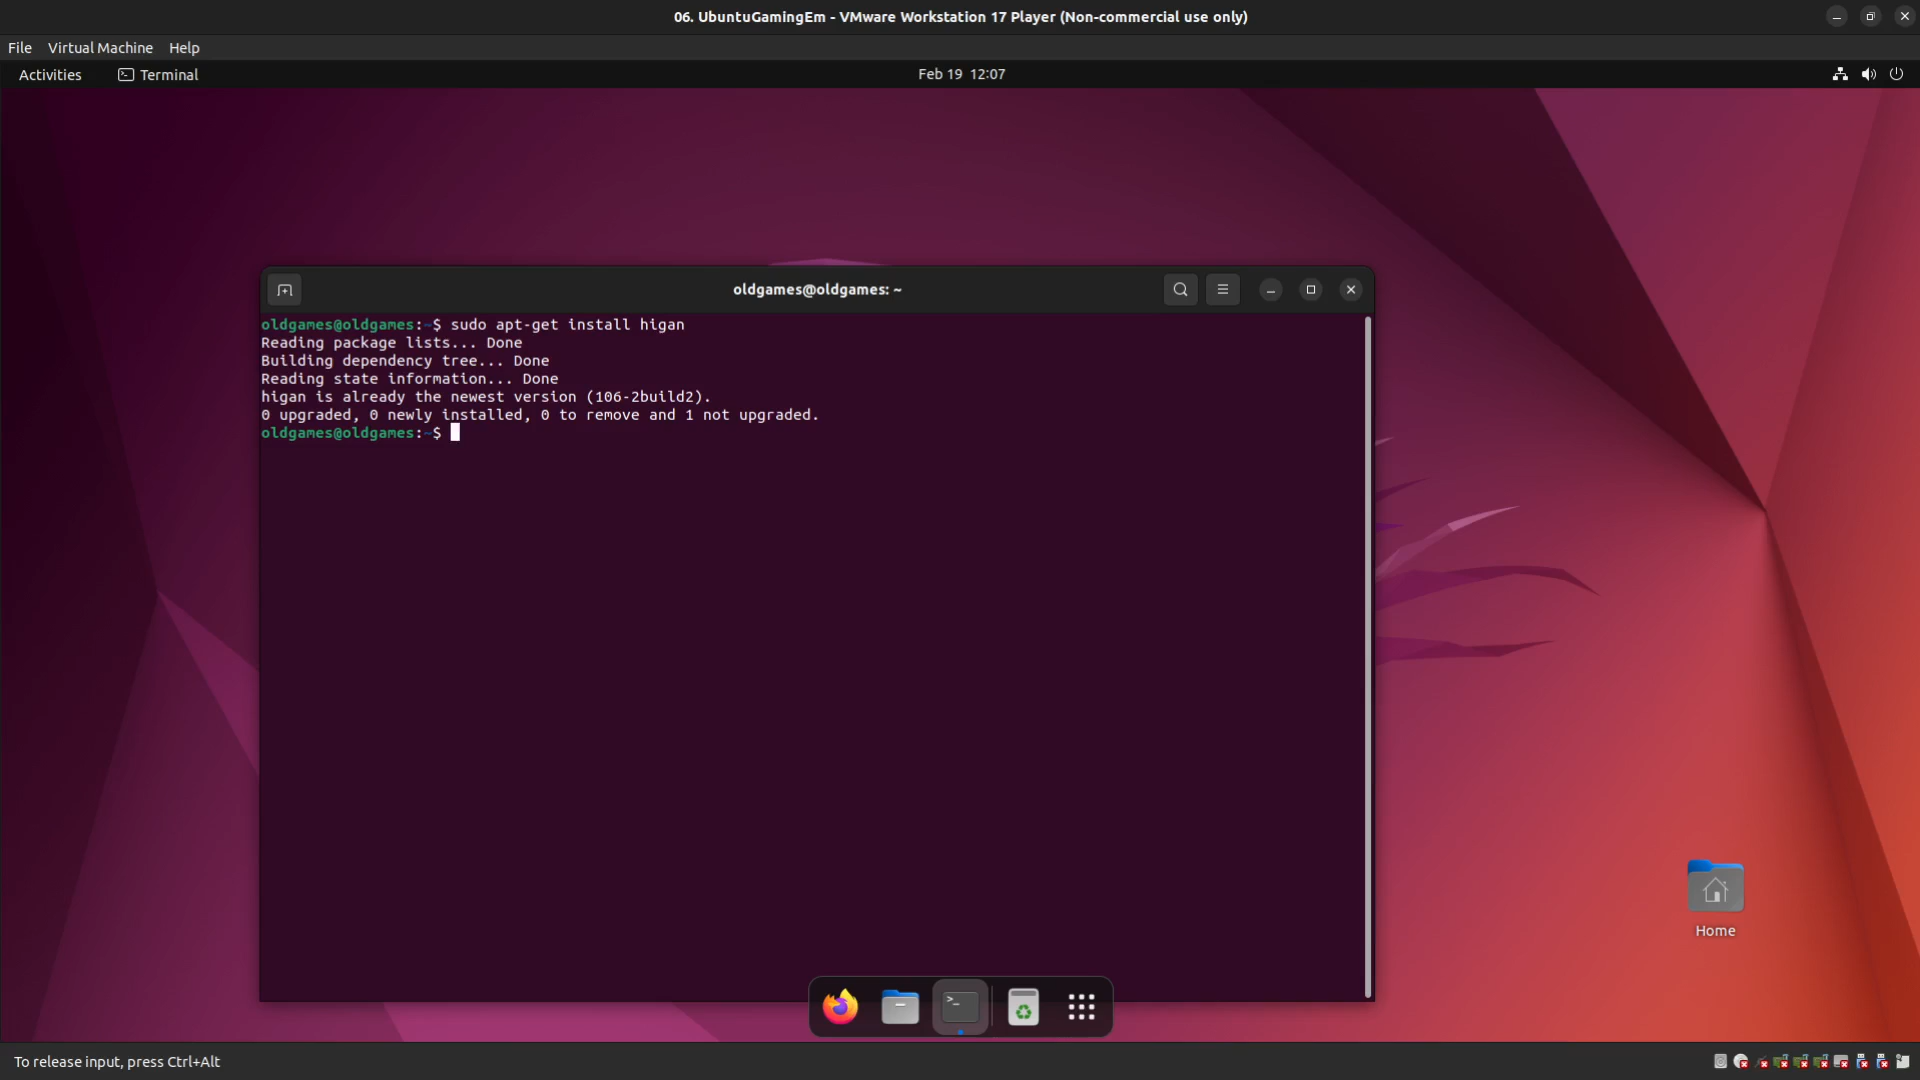 06. UbuntuGamingEm - VMware Workstation 17 Player (Non-commercial use only)
File Virtual Machine Help
Activities Terminal Feb 19 12:07
oldgames@oldgames: ~
oldgames@oldgames:~$ sudo apt-get install higan
Reading package lists... Done
Building dependency tree... Done
Reading state information... Done
higan is already the newest version (106-2build2).
0 upgraded, 0 newly installed, 0 to remove and 1 not upgraded.
oldgames@oldgames:~$
Home
To release input, press Ctrl+Alt